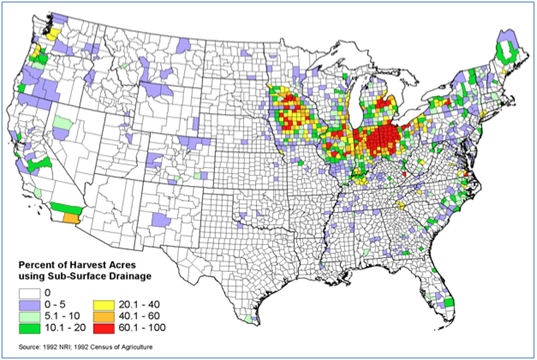 Percent of Harvest Acres
using Sub-Surface Drainage
0
0 - 5
5.1 - 10
10.1 - 20
20.1 - 40
40.1 - 60
60.1 - 100
Source: 1992 NRI; 1992 Census of Agriculture